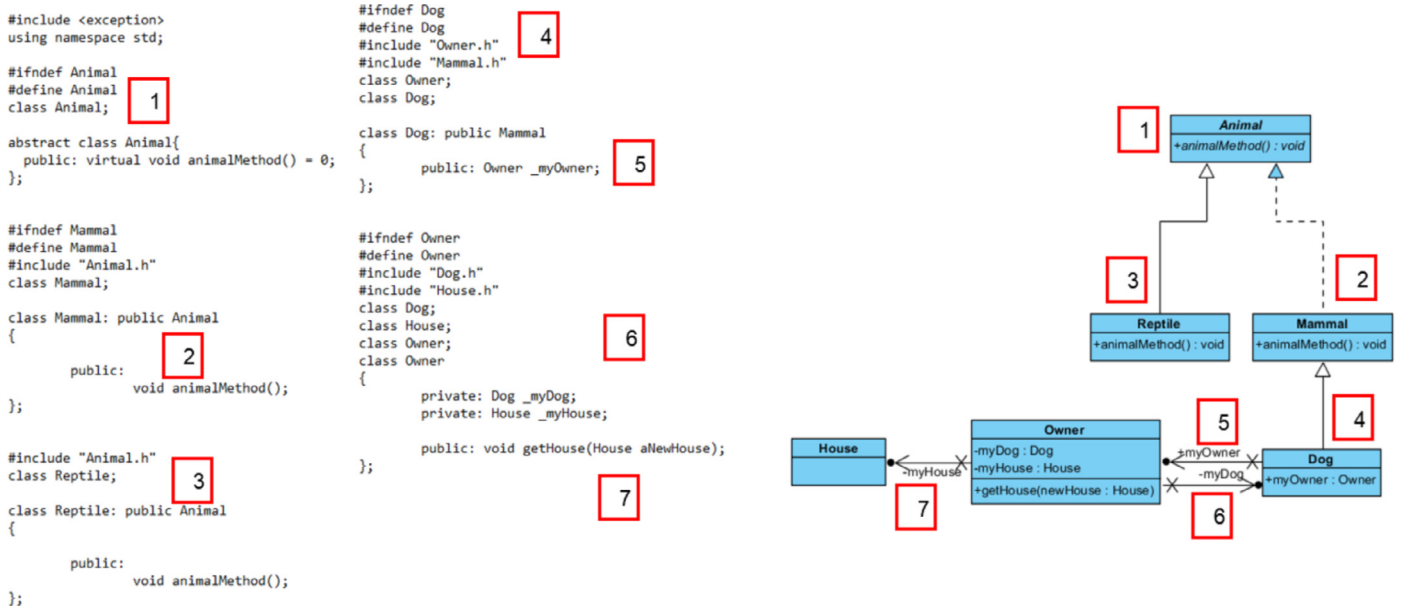 #include <exception>
using namespace std;
#ifndef Animal
#define Animal
class Animal;
1
abstract class Animal{
public: virtual void animalMethod() = 0;
};
#ifndef Mammal
#define Mammal
#include "Animal.h"
class Mammal;
class Mammal: public Animal
{
2
public:
void animalMethod();
};
#include "Animal.h"
class Reptile;
3
class Reptile: public Animal
{
public:
void animalMethod();
};
#ifndef Dog
#define Dog
4
#include "Owner.h"
#include "Mammal.h"
class Owner;
class Dog;
class Dog: public Mammal
{
5
public: Owner _myOwner;
};
#ifndef Owner
#define Owner
#include "Dog.h"
#include "House.h"
class Dog;
class House;
6
class Owner;
class Owner
{
private: Dog _myDog;
private: House _myHouse;
public: void getHouse(House aNewHouse);
};
7
1
Animal
+animalMethod() : void
3
2
Reptile
+animalMethod() : void
Mammal
+animalMethod() : void
4
5
House
-myHouse
7
Owner
-myDog : Dog
-myHouse : House
+getHouse(newHouse : House)
+myOwner
-myDog
6
Dog
+myOwner : Owner